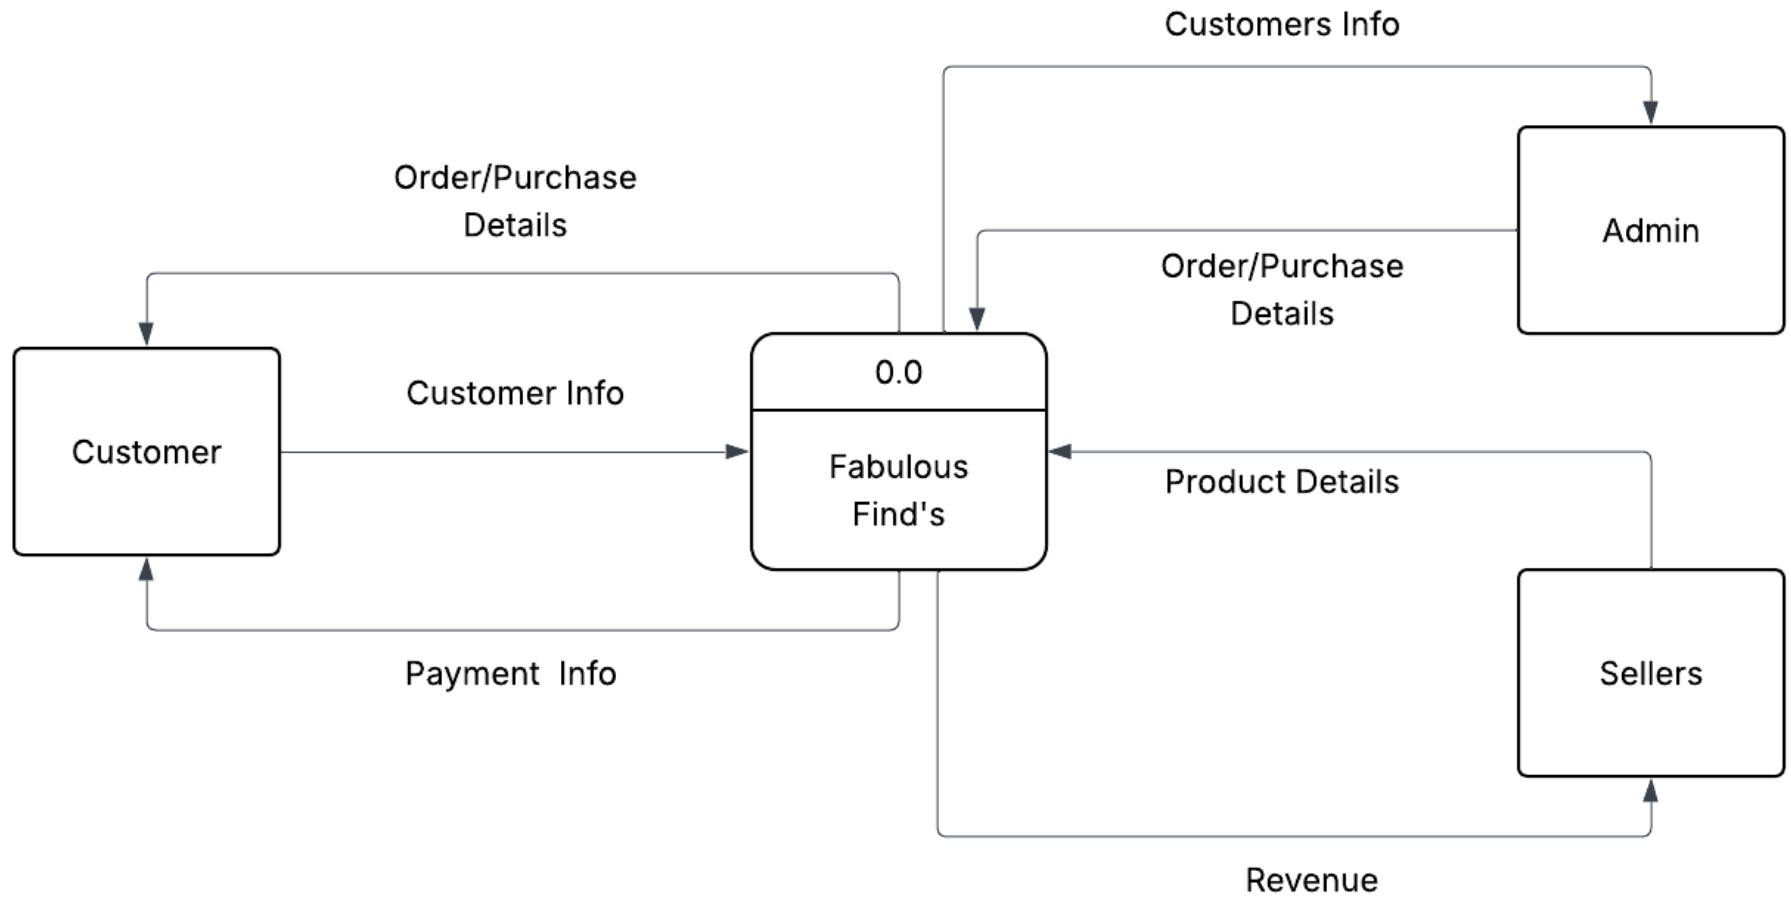 Customers Info
Order/Purchase
Details
Admin
Order/Purchase
Details
0.0
Customer Info
Customer
Fabulous
Find's
Product Details
Payment  Info
Sellers
Revenue